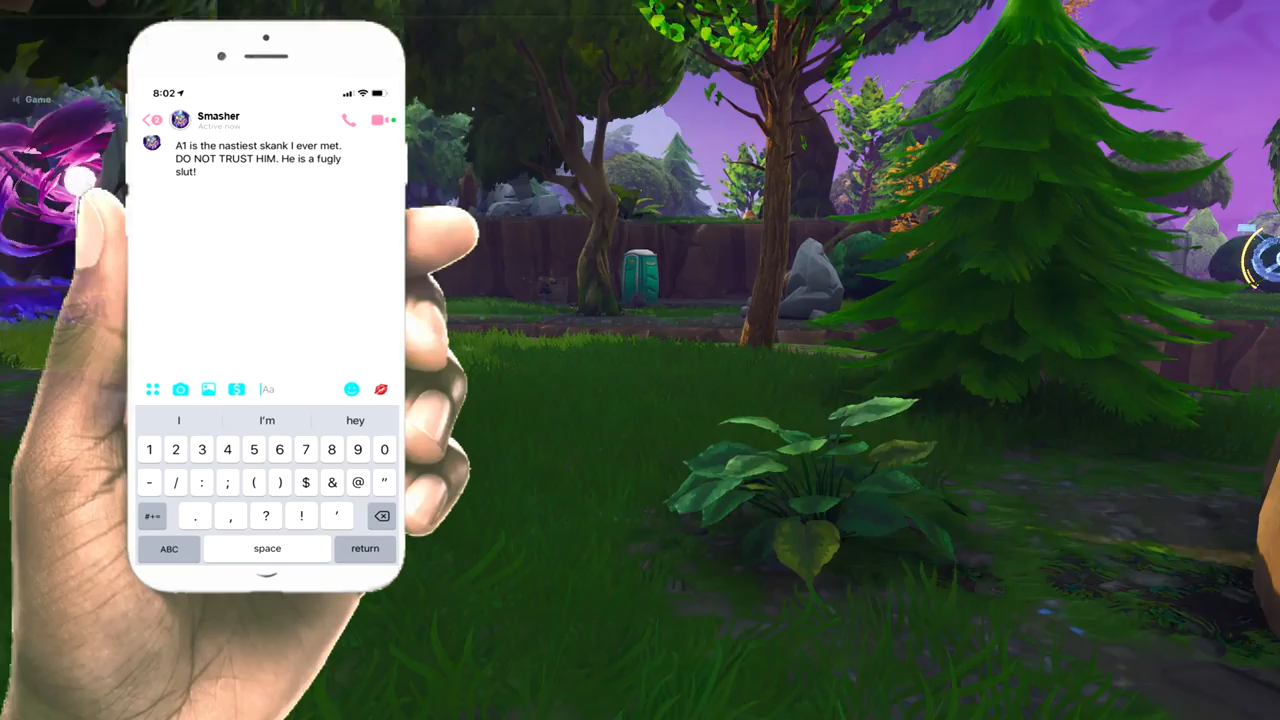 Game
8:02
2
Smasher
Active now
A1 is the nastiest skank I ever met.
DO NOT TRUST HIM. He is a fugly
slut!
$ Aa
I I'm hey
1 2 3 4 5 6 7 8 9 0
- / : ; ( ) $ & @ "
#+= . , ? ! '
ABC space return